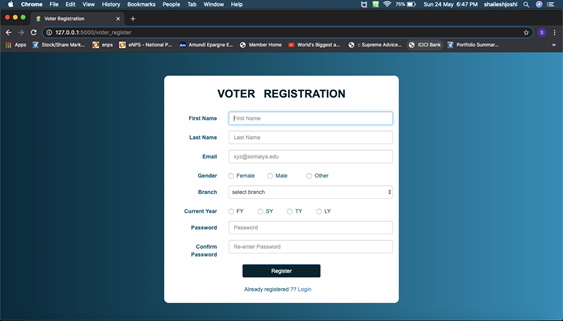 Chrome File Edit View History Bookmarks People Tab Window Help 75% Sun 24 May 6:47 PM shaileshjoshi
Voter Registration
127.0.0.1:5000/voter_register
Apps Stock/Share Mark... enps eNPS - National P... Amundi Epargne E... Member Home World's Biggest a... :: Supreme Advice... ICICI Bank Portfolio Summar...
VOTER REGISTRATION
First Name First Name
Last Name Last Name
Email xyz@somaiya.edu
Gender Female Male Other
Branch select branch
Current Year FY SY TY LY
Password Password
Confirm Password Re-enter Password
Register
Already registered ?? Login